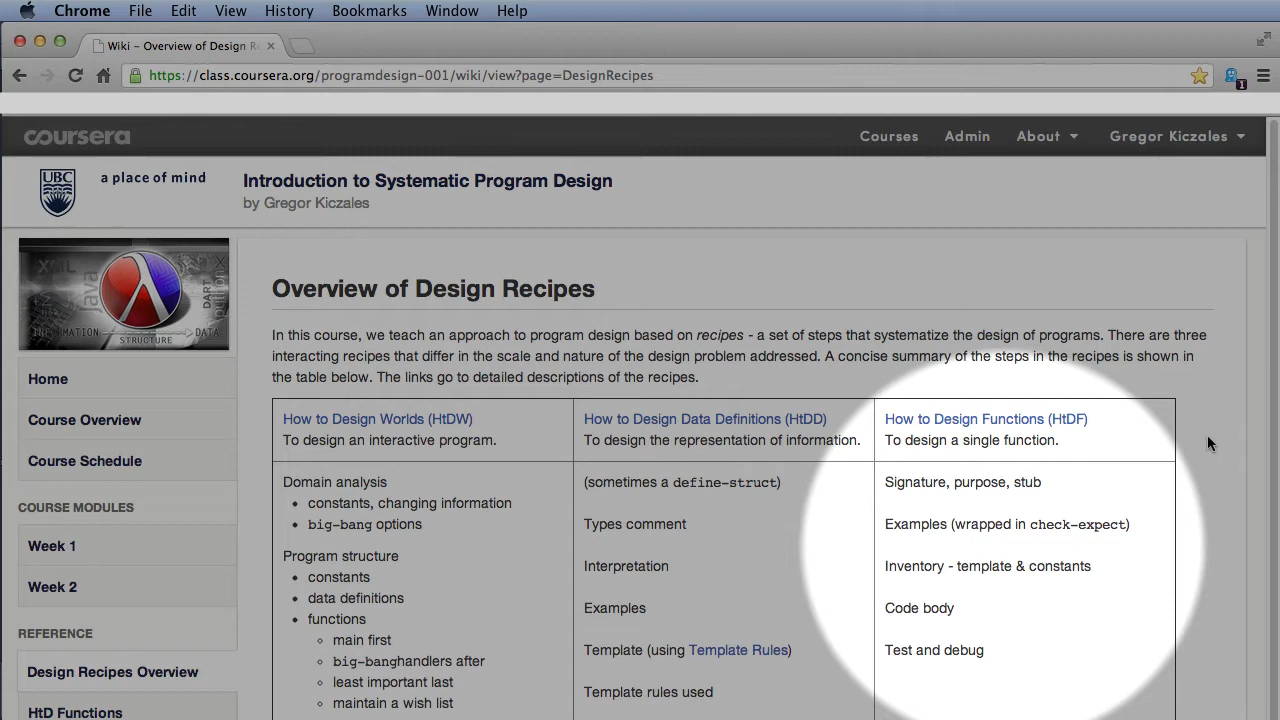 Chrome File Edit View History Bookmarks Window Help
Wiki – Overview of Design R
https://class.coursera.org/programdesign-001/wiki/view?page=DesignRecipes
1
coursera
Courses Admin About Gregor Kiczales
UBC
a place of mind
Introduction to Systematic Program Design
by Gregor Kiczales
XML
java
DART
python
INFORMATION
STRUCTURE
DATA
Home
Course Overview
Course Schedule
COURSE MODULES
Week 1
Week 2
REFERENCE
Design Recipes Overview
HtD Functions
Overview of Design Recipes
In this course, we teach an approach to program design based on recipes - a set of steps that systematize the design of programs. There are three
interacting recipes that differ in the scale and nature of the design problem addressed. A concise summary of the steps in the recipes is shown in
the table below. The links go to detailed descriptions of the recipes.
How to Design Worlds (HtDW)
To design an interactive program.
Domain analysis
constants, changing information
big-bang options
Program structure
constants
data definitions
functions
main first
big-banghandlers after
least important last
maintain a wish list
How to Design Data Definitions (HtDD)
To design the representation of information.
(sometimes a define-struct)
Types comment
Interpretation
Examples
Template (using Template Rules)
Template rules used
How to Design Functions (HtDF)
To design a single function.
Signature, purpose, stub
Examples (wrapped in check-expect)
Inventory - template & constants
Code body
Test and debug